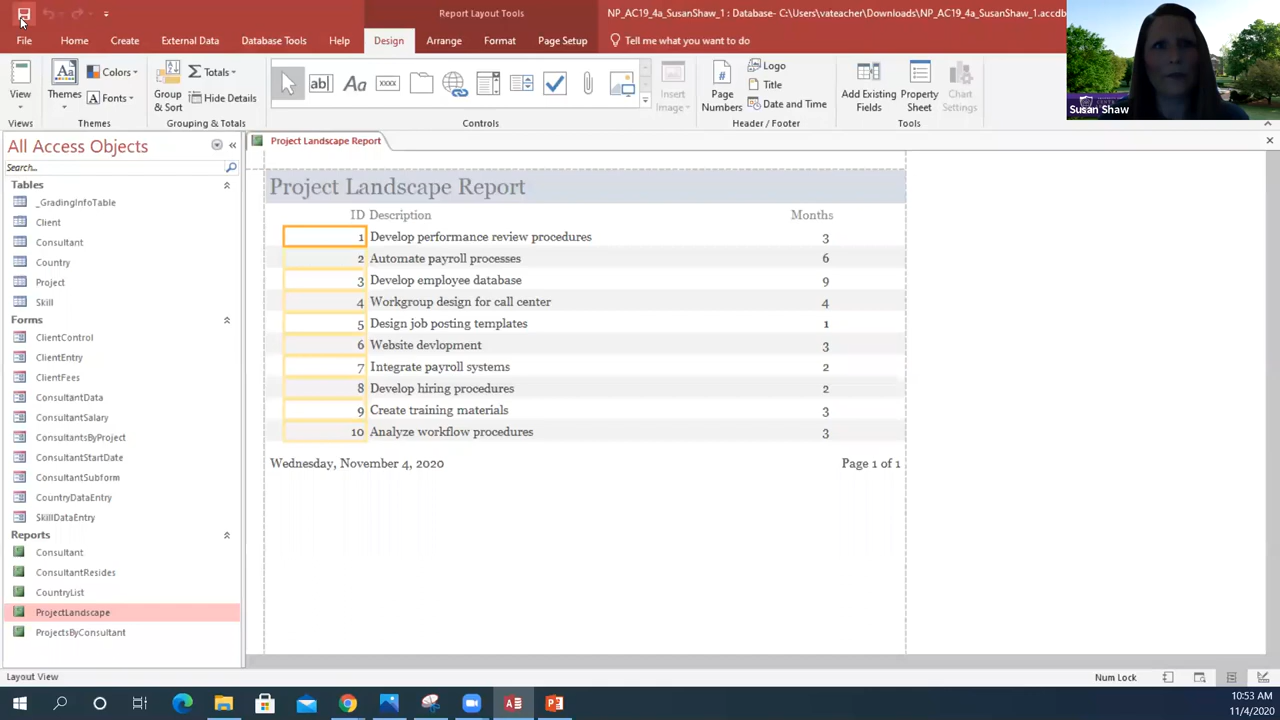 Report Layout Tools
NP_AC19_4a_SusanShaw_1 : Database- C:\Users\vateacher\Downloads\NP_AC19_4a_SusanShaw_1.accdb
File Home Create External Data Database Tools Help Design Arrange Format Page Setup Tell me what you want to do
View
Views
Themes
Colors
Fonts
Themes
Group & Sort
Totals
Hide Details
Grouping & Totals
ab|
Aa
xxxx
Controls
Insert Image
Page Numbers
Logo
Title
Date and Time
Header / Footer
Add Existing Fields
Property Sheet
Chart Settings
Tools
Susan Shaw
All Access Objects
Search...
Tables
_GradingInfoTable
Client
Consultant
Country
Project
Skill
Forms
ClientControl
ClientEntry
ClientFees
ConsultantData
ConsultantSalary
ConsultantsByProject
ConsultantStartDate
ConsultantSubform
CountryDataEntry
SkillDataEntry
Reports
Consultant
ConsultantResides
CountryList
ProjectLandscape
ProjectsByConsultant
Project Landscape Report
Project Landscape Report
ID Description Months
1 Develop performance review procedures 3
2 Automate payroll processes 6
3 Develop employee database 9
4 Workgroup design for call center 4
5 Design job posting templates 1
6 Website devlopment 3
7 Integrate payroll systems 2
8 Develop hiring procedures 2
9 Create training materials 3
10 Analyze workflow procedures 3
Wednesday, November 4, 2020 Page 1 of 1
Layout View Num Lock
10:53 AM
11/4/2020